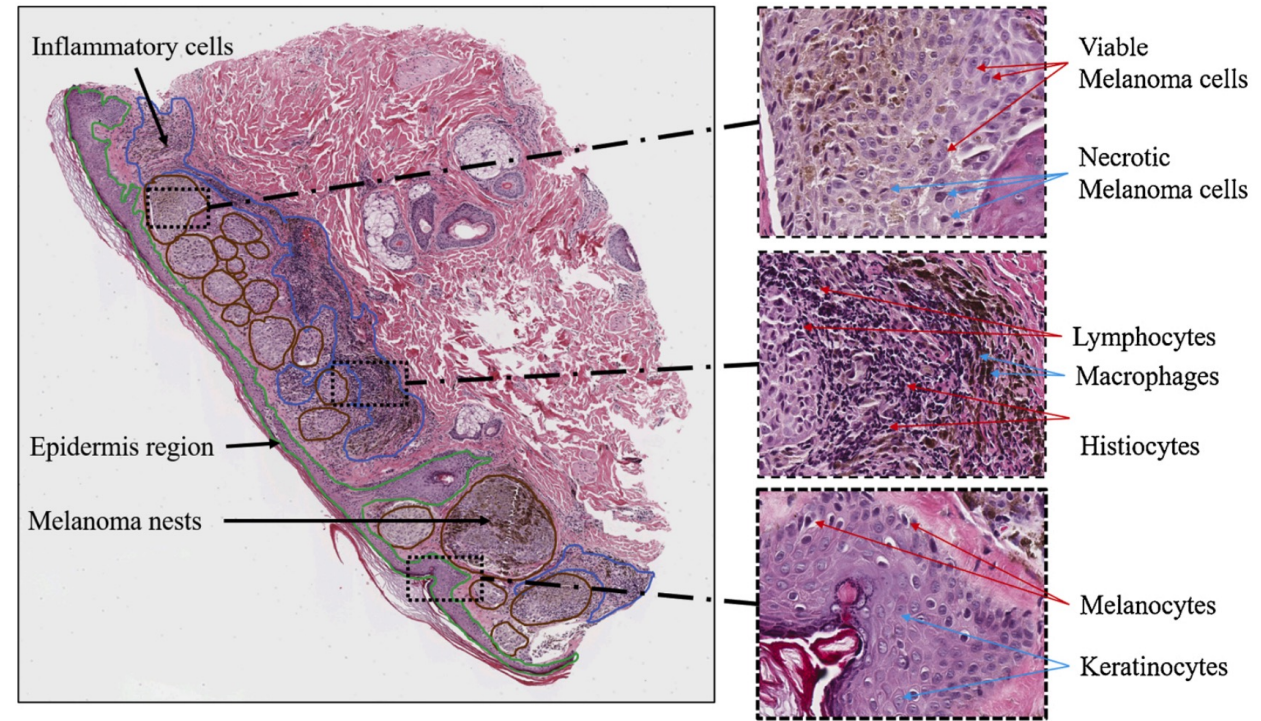 Inflammatory cells
Epidermis region
Melanoma nests
Viable
Melanoma cells
Necrotic
Melanoma cells
Lymphocytes
Macrophages
Histiocytes
Melanocytes
Keratinocytes